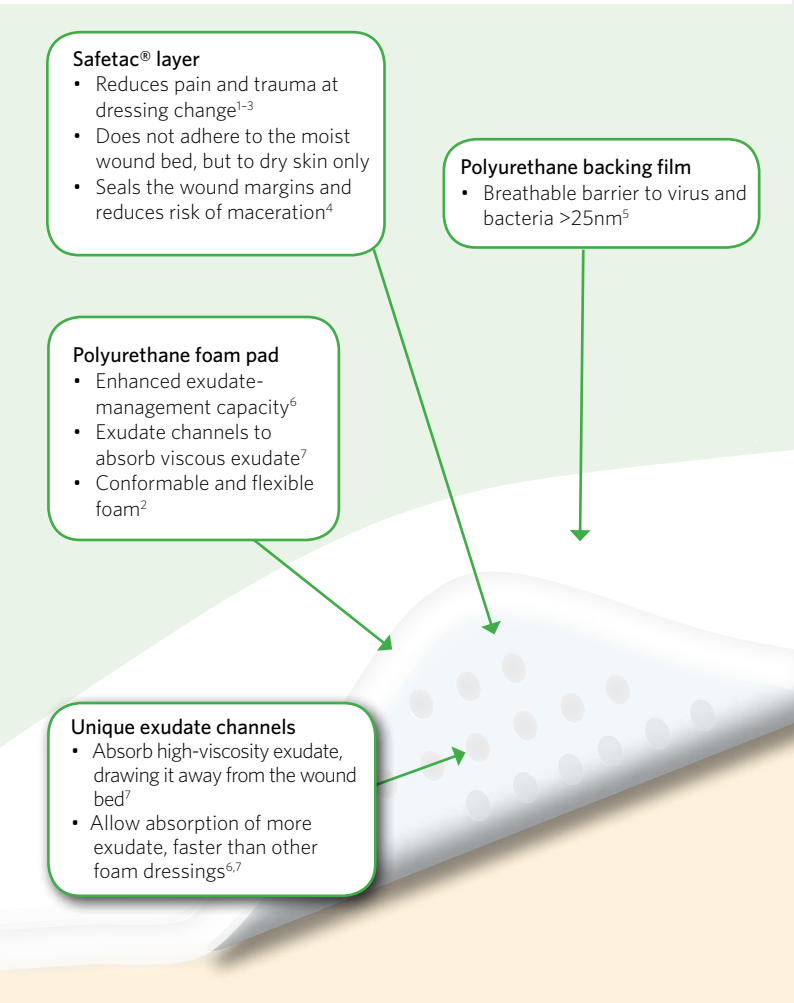 Safetac® layer
• Reduces pain and trauma at
dressing change¹⁻³
• Does not adhere to the moist
wound bed, but to dry skin only
• Seals the wound margins and
reduces risk of maceration⁴
Polyurethane backing film
• Breathable barrier to virus and
bacteria >25nm⁵
Polyurethane foam pad
• Enhanced exudate-
management capacity⁶
• Exudate channels to
absorb viscous exudate⁷
• Conformable and flexible
foam²
Unique exudate channels
• Absorb high-viscosity exudate,
drawing it away from the wound
bed⁷
• Allow absorption of more
exudate, faster than other
foam dressings⁶,⁷